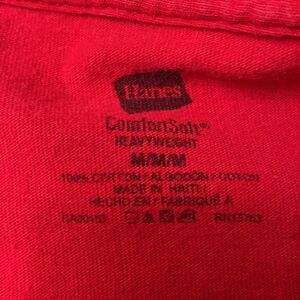 Hanes
ComfortSoft®
HEAVYWEIGHT
M/M/M
100% COTTON / ALGODÓN / COTON
MADE IN HAITI /
HECHO EN / FABRIQUÉ À
RN15763